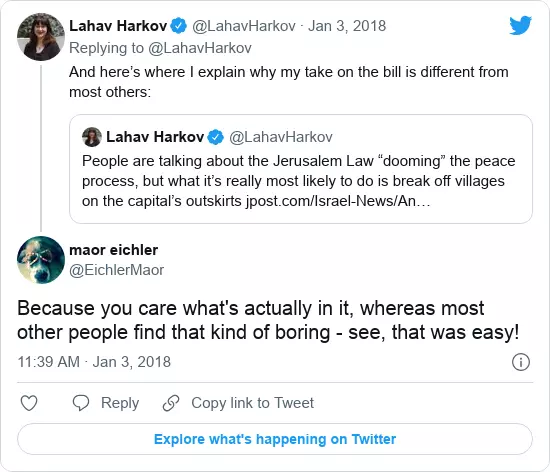 Lahav Harkov @LahavHarkov · Jan 3, 2018
Replying to @LahavHarkov
And here’s where I explain why my take on the bill is different from
most others:
Lahav Harkov @LahavHarkov
People are talking about the Jerusalem Law “dooming” the peace
process, but what it’s really most likely to do is break off villages
on the capital’s outskirts jpost.com/Israel-News/An…
maor eichler
@EichlerMaor
Because you care what's actually in it, whereas most
other people find that kind of boring - see, that was easy!
11:39 AM · Jan 3, 2018
Reply Copy link to Tweet
Explore what's happening on Twitter